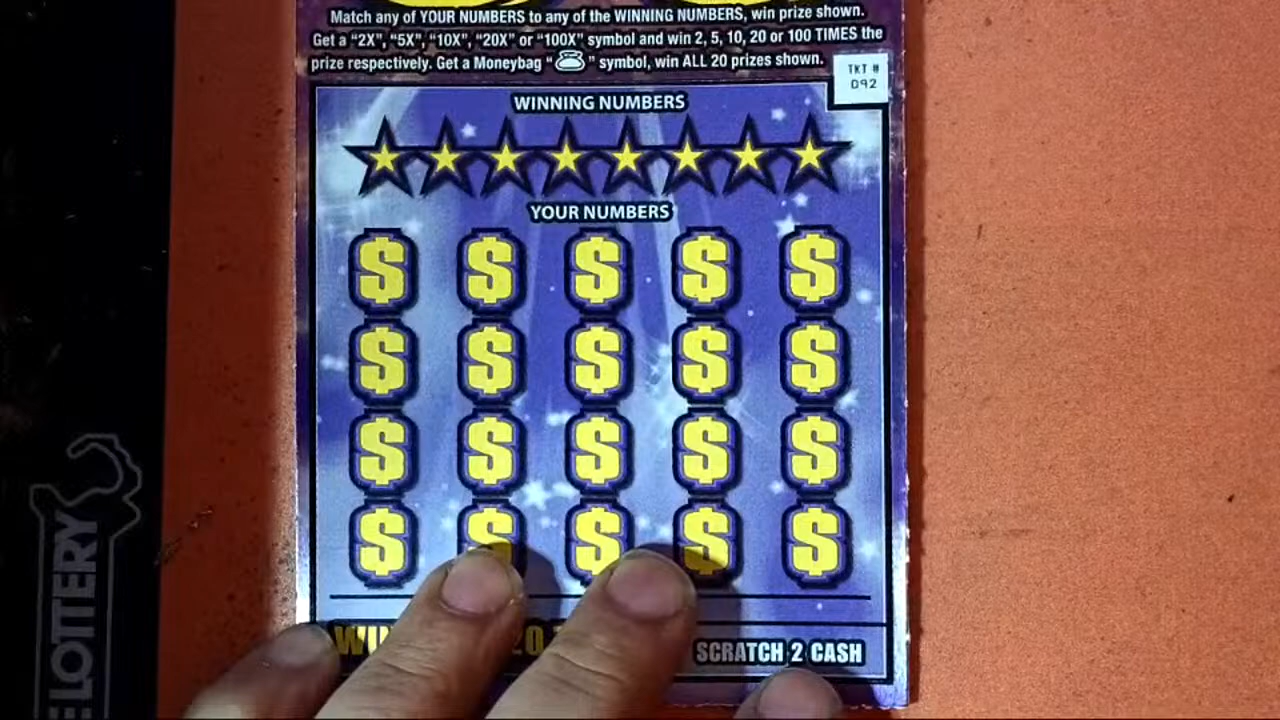 Match any of YOUR NUMBERS to any of the WINNING NUMBERS, win prize shown.
Get a "2X", "5X", "10X", "20X" or "100X" symbol and win 2, 5, 10, 20 or 100 TIMES the
prize respectively. Get a Moneybag " " symbol, win ALL 20 prizes shown.
TKT #
092
WINNING NUMBERS
YOUR NUMBERS
$ $ $ $ $
$ $ $ $ $
$ $ $ $ $
$ $ $ $ $
20
SCRATCH 2 CASH
LOTTERY